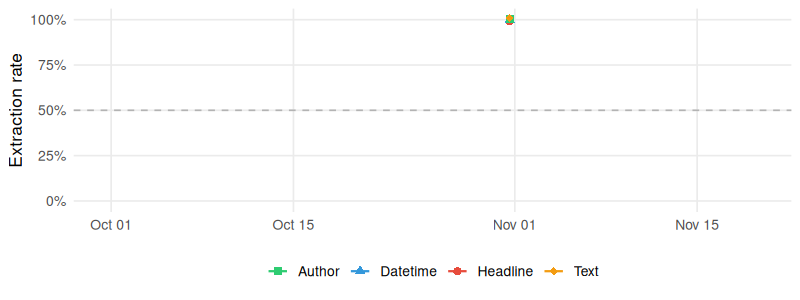 Extraction rate
100%
75%
50%
25%
0%
Oct 01 Oct 15 Nov 01 Nov 15
Author Datetime Headline Text